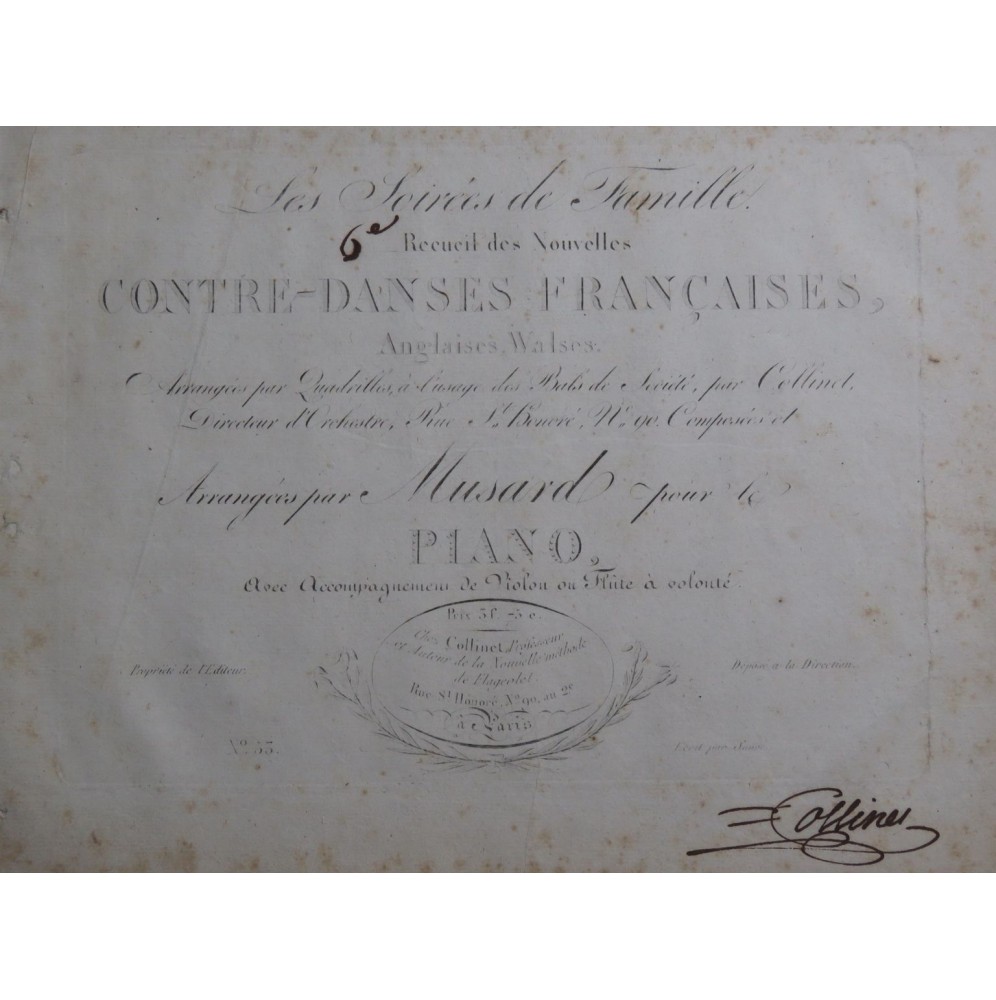 Les Soirées de Famille.
6e Recueil des Nouvelles
CONTRE-DANSES FRANÇAISES,
Anglaises, Walses.
Arrangées par Quadrilles, à l'usage des Bals de Société, par Collinet,
Directeur d'Orchestre, Rue St. Honoré, No. 90. Composées et
Arrangées par Musard pour le
PIANO,
Avec Accompagnement de Violon ou Flûte à volonté.
Prix 3f. 75 c.
Chez Collinet, Professeur,
et Auteur de la Nouvelle méthode
de Flageolet.
Rue St. Honoré, No. 90, au 2e
à Paris
Propriété de l'Editeur.
Déposé à la Direction.
No. 53.
Ecrit par
Collinet